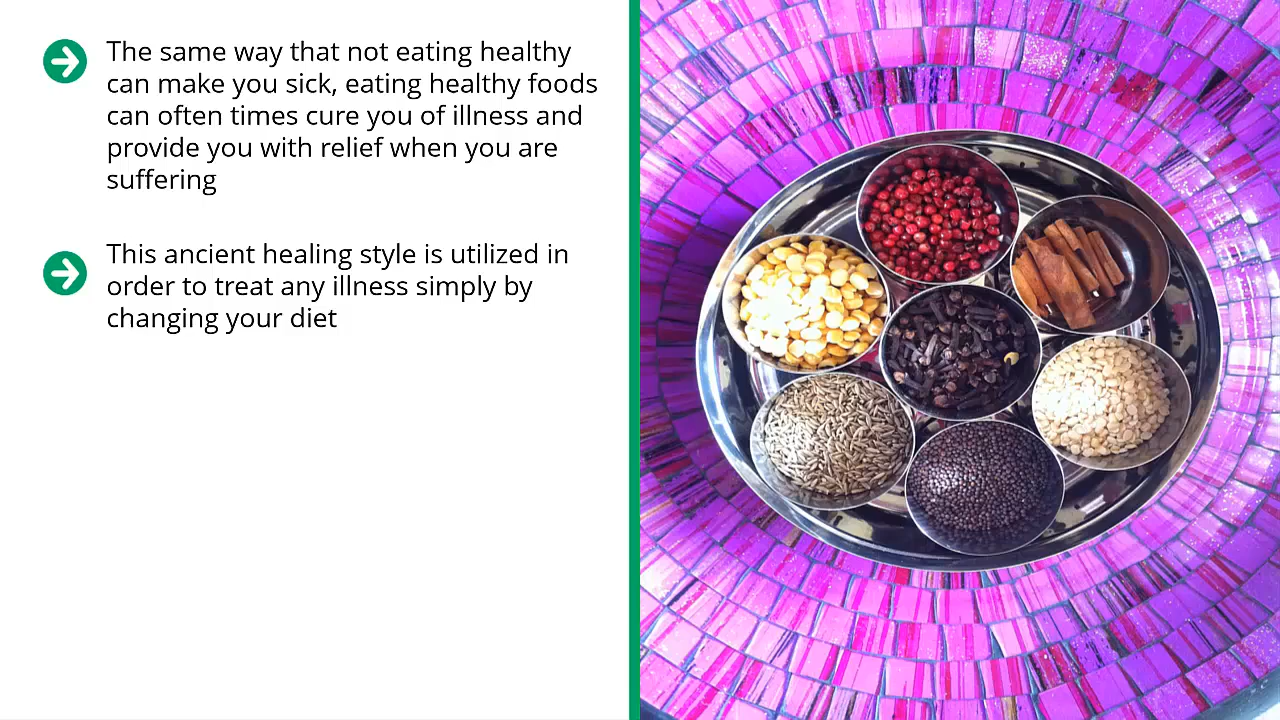 The same way that not eating healthy
can make you sick, eating healthy foods
can often times cure you of illness and
provide you with relief when you are
suffering
This ancient healing style is utilized in
order to treat any illness simply by
changing your diet